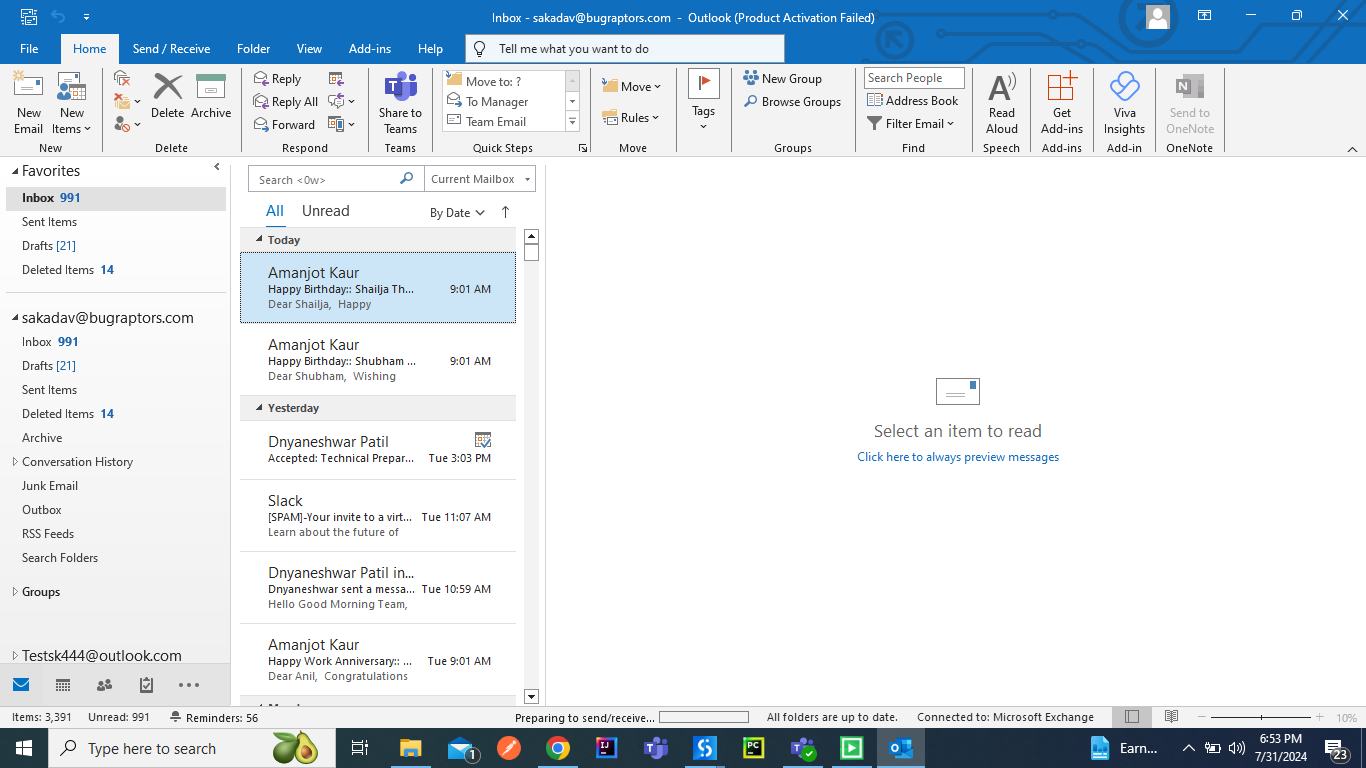 Inbox - sakadav@bugraptors.com - Outlook (Product Activation Failed)
File Home Send / Receive Folder View Add-ins Help Tell me what you want to do
New Email
New Items
Delete
Archive
Delete
Reply
Reply All
Forward
Respond
Share to Teams
Teams
Move to: ?
To Manager
Team Email
Quick Steps
Move
Rules
Move
Tags
New Group
Browse Groups
Groups
Search People
Address Book
Filter Email
Find
Read Aloud
Speech
Get Add-ins
Add-ins
Viva Insights
Add-in
Send to OneNote
OneNote
New
Favorites
Inbox 991
Sent Items
Drafts [21]
Deleted Items 14
sakadav@bugraptors.com
Inbox 991
Drafts [21]
Sent Items
Deleted Items 14
Archive
Conversation History
Junk Email
Outbox
RSS Feeds
Search Folders
Groups
Testsk444@outlook.com
Search <0w> Current Mailbox
All Unread By Date
Today
Amanjot Kaur
Happy Birthday:: Shailja Th... 9:01 AM
Dear Shailja, Happy
Amanjot Kaur
Happy Birthday:: Shubham ... 9:01 AM
Dear Shubham, Wishing
Yesterday
Dnyaneshwar Patil
Accepted: Technical Prepar... Tue 3:03 PM
Slack
[SPAM]-Your invite to a virt... Tue 11:07 AM
Learn about the future of
Dnyaneshwar Patil in...
Dnyaneshwar sent a messa... Tue 10:59 AM
Hello Good Morning Team,
Amanjot Kaur
Happy Work Anniversary:: ... Tue 9:01 AM
Dear Anil, Congratulations
Select an item to read
Click here to always preview messages
Items: 3,391 Unread: 991 Reminders: 56 Preparing to send/receive... All folders are up to date. Connected to: Microsoft Exchange 10%
Type here to search
1
IJ
PC
Earn...
6:53 PM
7/31/2024
23